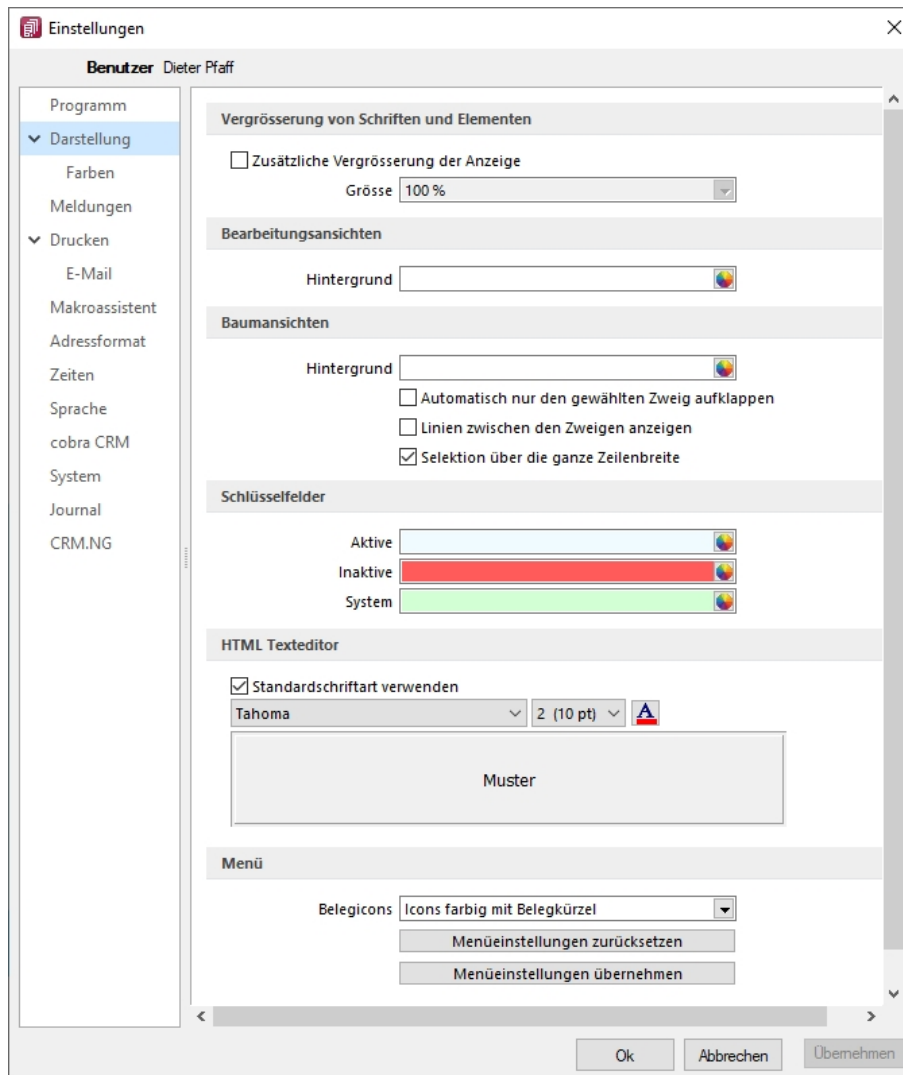 Einstellungen
Benutzer Dieter Pfaff
Programm
Darstellung
Farben
Meldungen
Drucken
E-Mail
Makroassistent
Adressformat
Zeiten
Sprache
cobra CRM
System
Journal
CRM.NG
Vergrösserung von Schriften und Elementen
Zusätzliche Vergrösserung der Anzeige
Grösse 100 %
Bearbeitungsansichten
Hintergrund
Baumansichten
Hintergrund
Automatisch nur den gewählten Zweig aufklappen
Linien zwischen den Zweigen anzeigen
Selektion über die ganze Zeilenbreite
Schlüsselfelder
Aktive
Inaktive
System
HTML Texteditor
Standardschriftart verwenden
Tahoma 2 (10 pt) A
Muster
Menü
Belegicons Icons farbig mit Belegkürzel
Menüeinstellungen zurücksetzen
Menüeinstellungen übernehmen
Ok Abbrechen Übernehmen